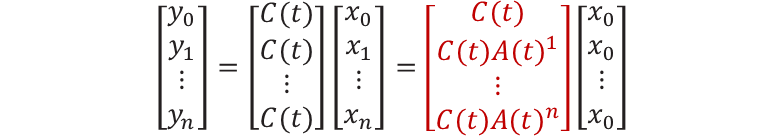 y₀ C(t) x₀ C(t) x₀
y₁ C(t) x₁ C(t)A(t)¹ x₀
⋮ = ⋮ ⋮ = ⋮ ⋮
yₙ C(t) xₙ C(t)A(t)ⁿ x₀